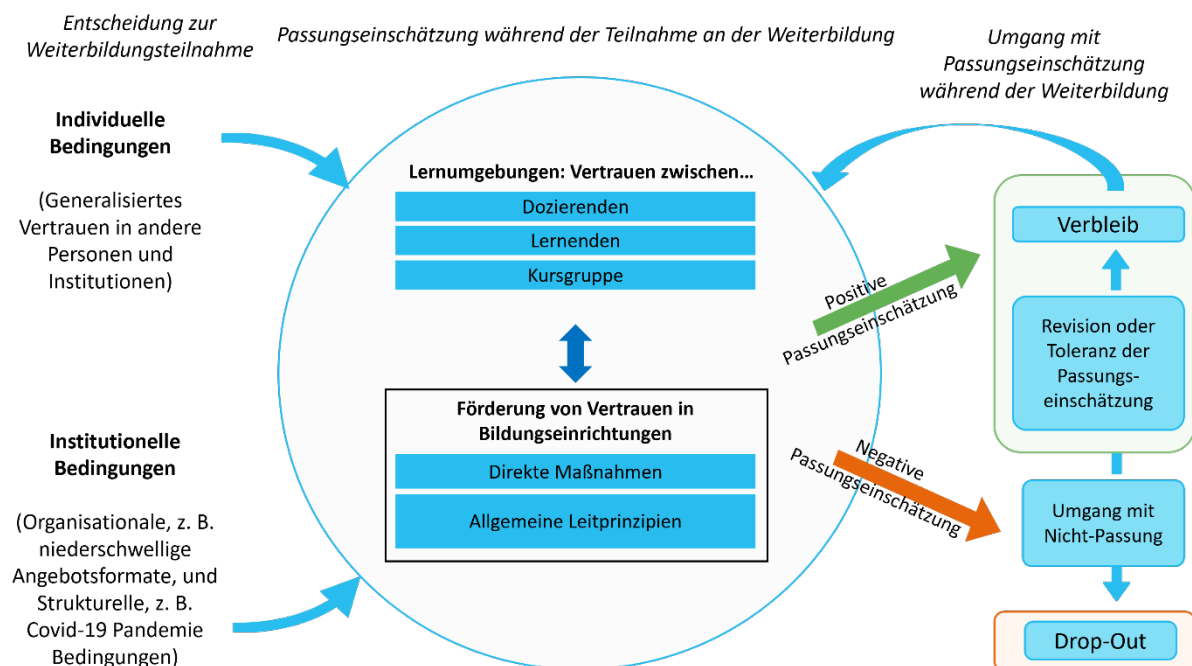 Entscheidung zur
Weiterbildungsteilnahme
Passungseinschätzung während der Teilnahme an der Weiterbildung
Umgang mit
Passungseinschätzung
während der Weiterbildung
Individuelle
Bedingungen
(Generalisiertes
Vertrauen in andere
Personen und
Institutionen)
Institutionelle
Bedingungen
(Organisationale, z. B.
niederschwellige
Angebotsformate, und
Strukturelle, z. B.
Covid-19 Pandemie
Bedingungen)
Lernumgebungen: Vertrauen zwischen…
Dozierenden
Lernenden
Kursgruppe
Förderung von Vertrauen in
Bildungseinrichtungen
Direkte Maßnahmen
Allgemeine Leitprinzipien
Positive
Passungseinschätzung
Negative
Passungseinschätzung
Verbleib
Revision oder
Toleranz der
Passungs-
einschätzung
Umgang mit
Nicht-Passung
Drop-Out